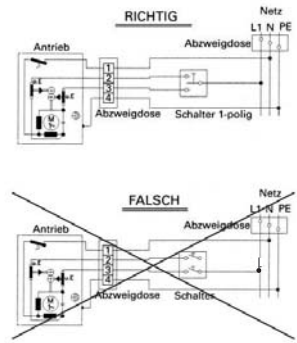 RICHTIG
Netz
L1 N PE
Abzweigdose
Antrieb
1
2
3
4
M
Abzweigdose
Schalter 1-polig
FALSCH
Netz
L1 N PE
Abzweigdose
Antrieb
1
2
3
4
M
Abzweigdose
Schalter